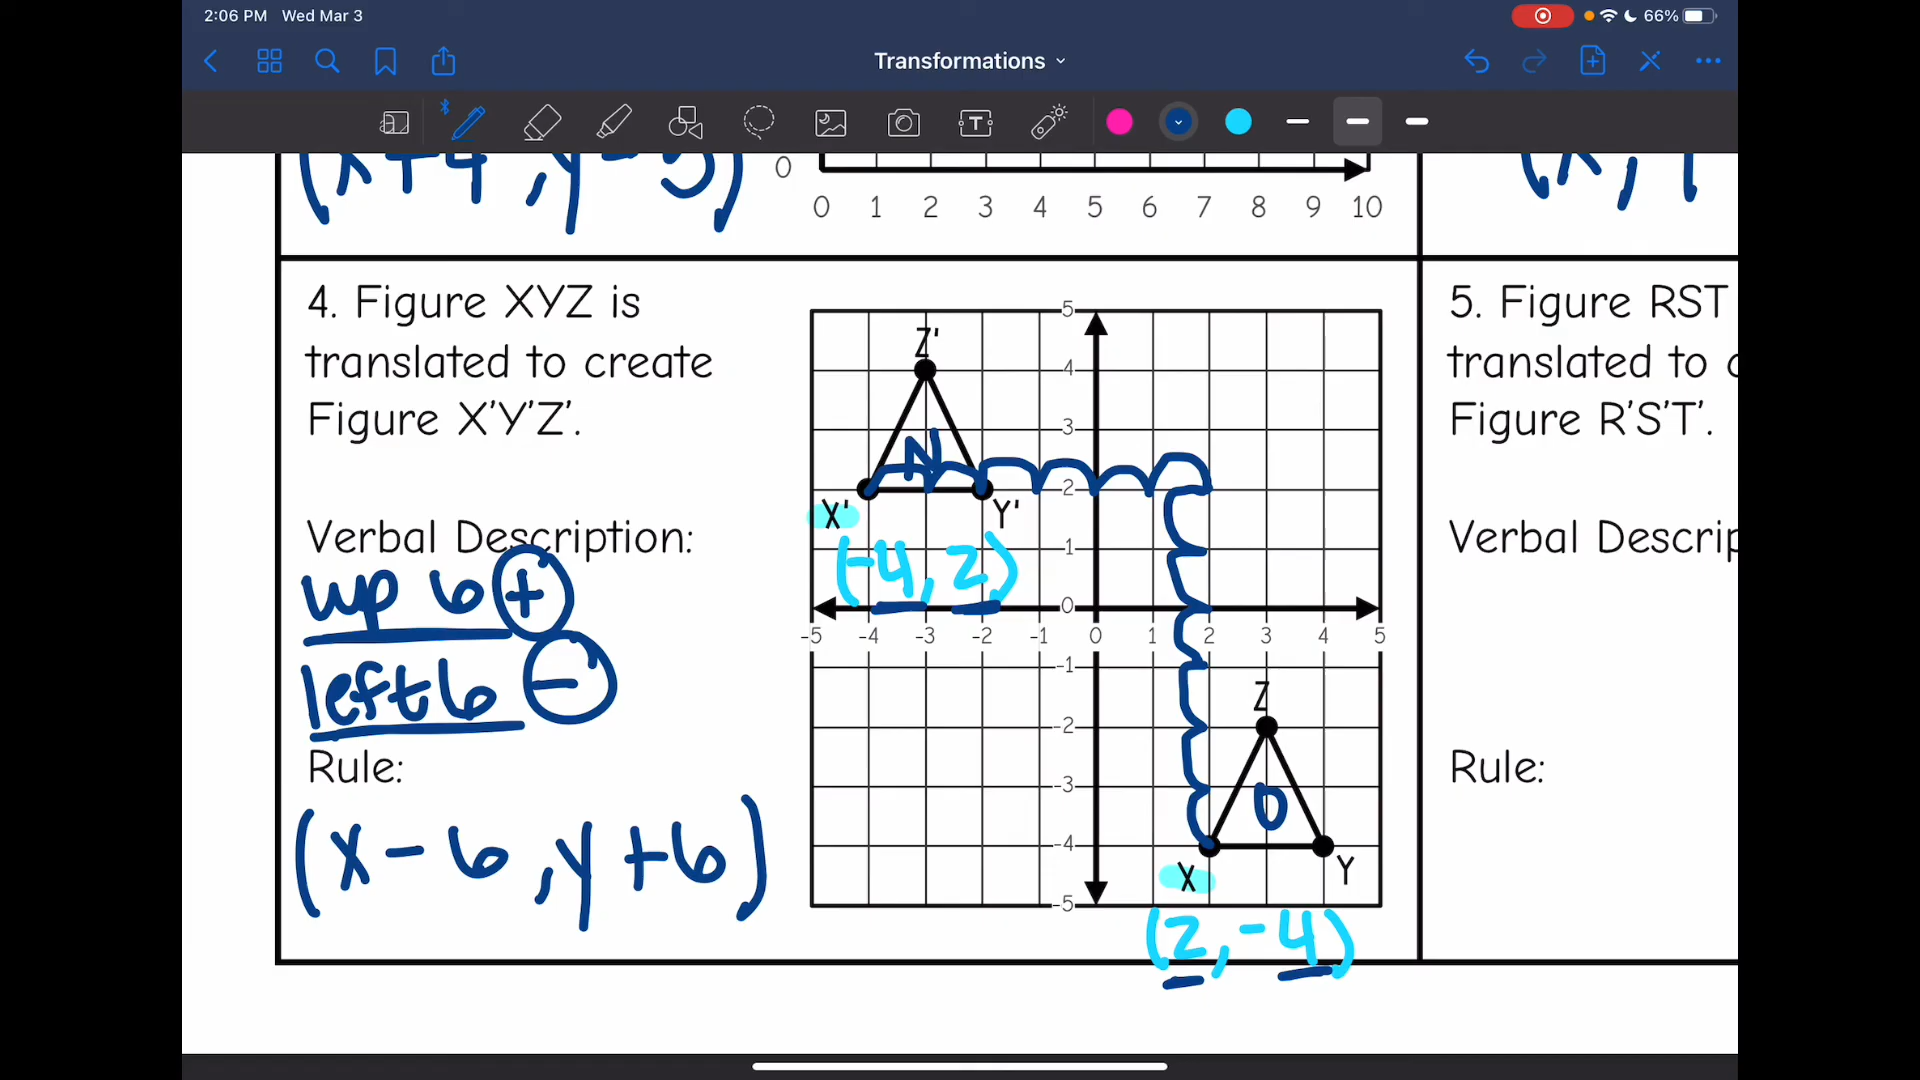 2:06 PM Wed Mar 3
66%
Transformations
T
(x+4, y-5)
0
0 1 2 3 4 5 6 7 8 9 10
4. Figure XYZ is
translated to create
Figure X'Y'Z'.
Verbal Description:
up 6 +
left 6 -
Rule:
(x-6, y+6)
5
4
3
2
1
0
-5 -4 -3 -2 -1 0 1 2 3 4 5
-1
-2
-3
-4
-5
Z'
N
X'
Y'
(-4, 2)
Z
O
X
Y
(2, -4)
5. Figure RST
translated to
Figure R'S'T'.
Verbal Descrip
Rule: